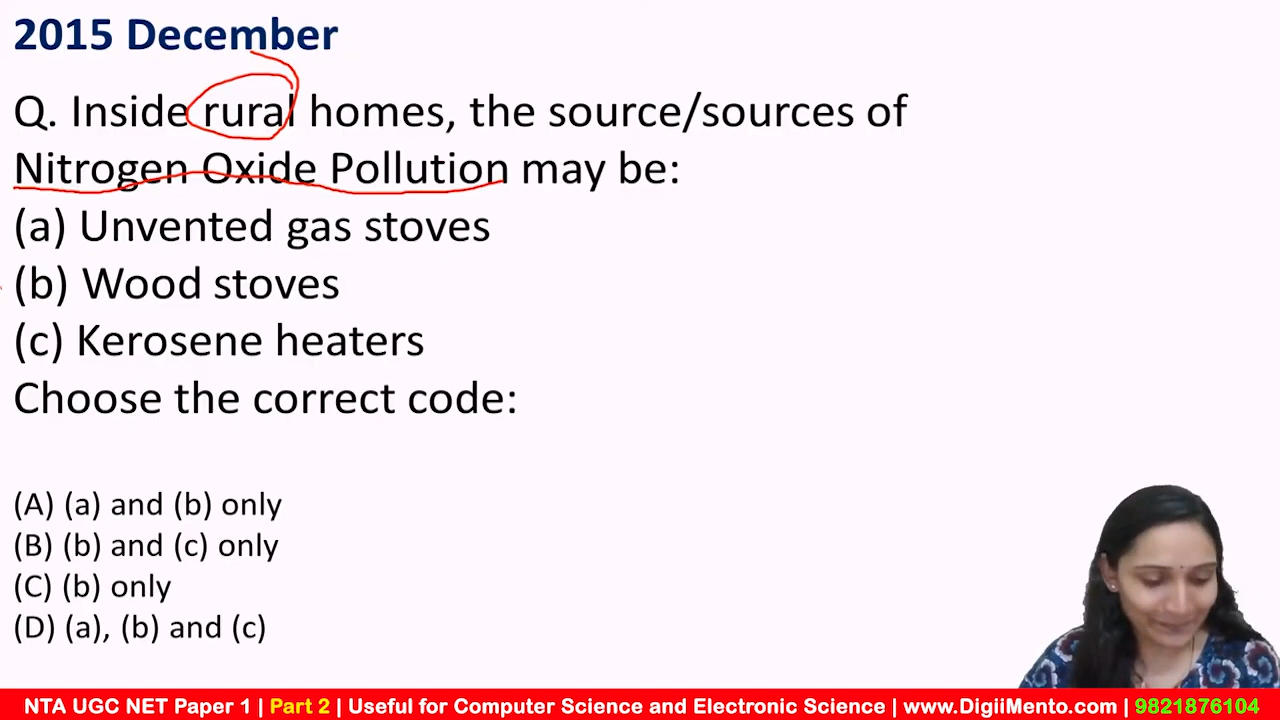 2015 December
Q. Inside rural homes, the source/sources of
Nitrogen Oxide Pollution may be:
(a) Unvented gas stoves
(b) Wood stoves
(c) Kerosene heaters
Choose the correct code:
(A) (a) and (b) only
(B) (b) and (c) only
(C) (b) only
(D) (a), (b) and (c)
NTA UGC NET Paper 1 | Part 2 | Useful for Computer Science and Electronic Science | www.DigiiMento.com | 9821876104